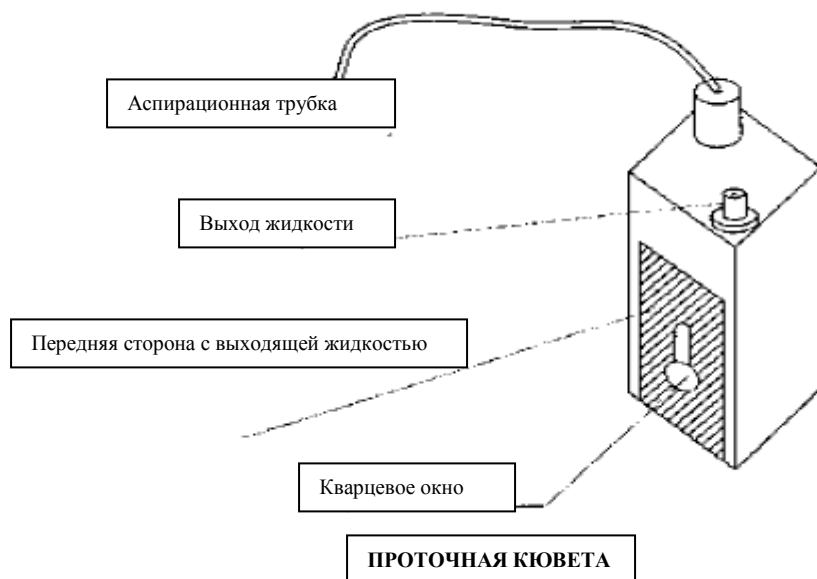 Аспирационная трубка
Выход жидкости
Передняя сторона с выходящей жидкостью
Кварцевое окно
ПРОТОЧНАЯ КЮВЕТА